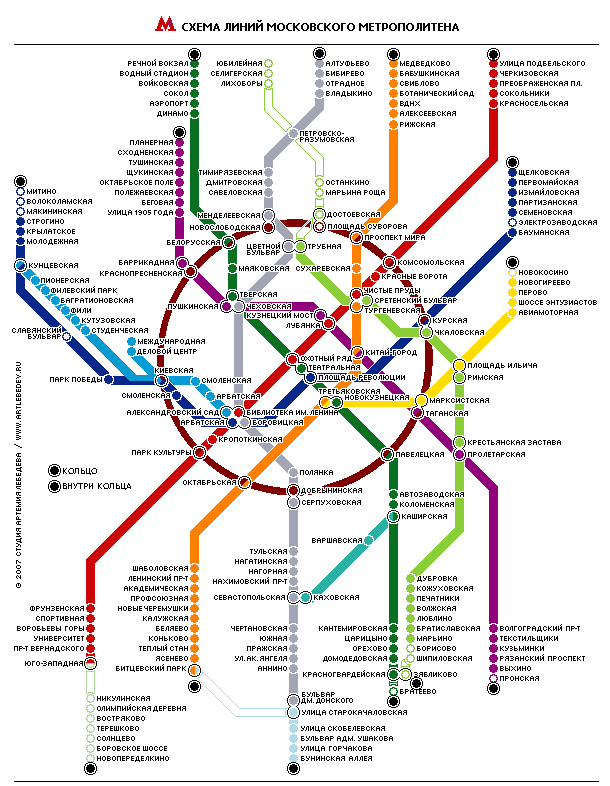 СХЕМА ЛИНИЙ МОСКОВСКОГО МЕТРОПОЛИТЕНА
РЕЧНОЙ ВОКЗАЛ
ВОДНЫЙ СТАДИОН
ВОЙКОВСКАЯ
СОКОЛ
АЭРОПОРТ
ДИНАМО
ЮБИЛЕЙНАЯ
СЕЛИГЕРСКАЯ
ЛИХОБОРЫ
АЛТУФЬЕВО
БИБИРЕВО
ОТРАДНОЕ
ВЛАДЫКИНО
МЕДВЕДКОВО
БАБУШКИНСКАЯ
СВИБЛОВО
БОТАНИЧЕСКИЙ САД
ВДНХ
АЛЕКСЕЕВСКАЯ
РИЖСКАЯ
УЛИЦА ПОДБЕЛЬСКОГО
ЧЕРКИЗОВСКАЯ
ПРЕОБРАЖЕНСКАЯ ПЛ.
СОКОЛЬНИКИ
КРАСНОСЕЛЬСКАЯ
ПЛАНЕРНАЯ
СХОДНЕНСКАЯ
ТУШИНСКАЯ
ЩУКИНСКАЯ
ОКТЯБРЬСКОЕ ПОЛЕ
ПОЛЕЖАЕВСКАЯ
БЕГОВАЯ
УЛИЦА 1905 ГОДА
ПЕТРОВСКО-
РАЗУМОВСКАЯ
ТИМИРЯЗЕВСКАЯ
ДМИТРОВСКАЯ
САВЕЛОВСКАЯ
ОСТАНКИНО
МАРЬИНА РОЩА
ЩЕЛКОВСКАЯ
ПЕРВОМАЙСКАЯ
ИЗМАЙЛОВСКАЯ
ПАРТИЗАНСКАЯ
СЕМЕНОВСКАЯ
ЭЛЕКТРОЗАВОДСКАЯ
БАУМАНСКАЯ
МИТИНО
ВОЛОКОЛАМСКАЯ
МЯКИНИНСКАЯ
СТРОГИНО
КРЫЛАТСКОЕ
МОЛОДЕЖНАЯ
МЕНДЕЛЕЕВСКАЯ
НОВОСЛОБОДСКАЯ
ДОСТОЕВСКАЯ
ПЛОЩАДЬ СУВОРОВА
ПРОСПЕКТ МИРА
БЕЛОРУССКАЯ
ЦВЕТНОЙ
БУЛЬВАР
ТРУБНАЯ
КУНЦЕВСКАЯ
ПИОНЕРСКАЯ
ФИЛЕВСКИЙ ПАРК
БАГРАТИОНОВСКАЯ
ФИЛИ
КУТУЗОВСКАЯ
СТУДЕНЧЕСКАЯ
СЛАВЯНСКИЙ
БУЛЬВАР
БАРРИКАДНАЯ
КРАСНОПРЕСНЕНСКАЯ
МАЯКОВСКАЯ
СУХАРЕВСКАЯ
КОМСОМОЛЬСКАЯ
КРАСНЫЕ ВОРОТА
НОВОКОСИНО
НОВОГИРЕЕВО
ПЕРОВО
ШОССЕ ЭНТУЗИАСТОВ
АВИАМОТОРНАЯ
ТВЕРСКАЯ
ПУШКИНСКАЯ
ЧЕХОВСКАЯ
КУЗНЕЦКИЙ МОСТ
ЛУБЯНКА
ЧИСТЫЕ ПРУДЫ
СРЕТЕНСКИЙ БУЛЬВАР
ТУРГЕНЕВСКАЯ
КУРСКАЯ
ЧКАЛОВСКАЯ
МЕЖДУНАРОДНАЯ
ДЕЛОВОЙ ЦЕНТР
ОХОТНЫЙ РЯД
ТЕАТРАЛЬНАЯ
ПЛОЩАДЬ РЕВОЛЮЦИИ
КИТАЙ-ГОРОД
ПЛОЩАДЬ ИЛЬИЧА
РИМСКАЯ
ПАРК ПОБЕДЫ
КИЕВСКАЯ
СМОЛЕНСКАЯ
СМОЛЕНСКАЯ
АРБАТСКАЯ
ТРЕТЬЯКОВСКАЯ
НОВОКУЗНЕЦКАЯ
МАРКСИСТСКАЯ
ТАГАНСКАЯ
АЛЕКСАНДРОВСКИЙ САД
БИБЛИОТЕКА ИМ. ЛЕНИНА
АРБАТСКАЯ
БОРОВИЦКАЯ
КРОПОТКИНСКАЯ
ПАРК КУЛЬТУРЫ
ПАВЕЛЕЦКАЯ
КРЕСТЬЯНСКАЯ ЗАСТАВА
ПРОЛЕТАРСКАЯ
КОЛЬЦО
ВНУТРИ КОЛЬЦА
ОКТЯБРЬСКАЯ
ПОЛЯНКА
ДОБРЫНИНСКАЯ
СЕРПУХОВСКАЯ
АВТОЗАВОДСКАЯ
КОЛОМЕНСКАЯ
КАШИРСКАЯ
ВАРШАВСКАЯ
ТУЛЬСКАЯ
НАГАТИНСКАЯ
НАГОРНАЯ
НАХИМОВСКИЙ ПР-Т
СЕВАСТОПОЛЬСКАЯ
КАХОВСКАЯ
ШАБОЛОВСКАЯ
ЛЕНИНСКИЙ ПР-Т
АКАДЕМИЧЕСКАЯ
ПРОФСОЮЗНАЯ
НОВЫЕ ЧЕРЕМУШКИ
КАЛУЖСКАЯ
БЕЛЯЕВО
КОНЬКОВО
ТЕПЛЫЙ СТАН
ЯСЕНЕВО
БИТЦЕВСКИЙ ПАРК
ФРУНЗЕНСКАЯ
СПОРТИВНАЯ
ВОРОБЬЕВЫ ГОРЫ
УНИВЕРСИТЕТ
ПР-Т ВЕРНАДСКОГО
ЮГО-ЗАПАДНАЯ
НИКУЛИНСКАЯ
ОЛИМПИЙСКАЯ ДЕРЕВНЯ
ВОСТРЯКОВО
ТЕРЕШКОВО
СОЛНЦЕВО
БОРОВСКОЕ ШОССЕ
НОВОПЕРЕДЕЛКИНО
ЧЕРТАНОВСКАЯ
ЮЖНАЯ
ПРАЖСКАЯ
УЛ. АК. ЯНГЕЛЯ
АННИНО
БУЛЬВАР
ДМ. ДОНСКОГО
УЛИЦА СТАРОКАЧАЛОВСКАЯ
УЛИЦА СКОБЕЛЕВСКАЯ
БУЛЬВАР АДМ. УШАКОВА
УЛИЦА ГОРЧАКОВА
БУНИНСКАЯ АЛЛЕЯ
КАНТЕМИРОВСКАЯ
ЦАРИЦЫНО
ОРЕХОВО
ДОМОДЕДОВСКАЯ
КРАСНОГВАРДЕЙСКАЯ
ДУБРОВКА
КОЖУХОВСКАЯ
ПЕЧАТНИКИ
ВОЛЖСКАЯ
ЛЮБЛИНО
БРАТИСЛАВСКАЯ
МАРЬИНО
БОРИСОВО
ШИПИЛОВСКАЯ
ЗЯБЛИКОВО
БРАТЕЕВО
ВОЛГОГРАДСКИЙ ПР-Т
ТЕКСТИЛЬЩИКИ
КУЗЬМИНКИ
РЯЗАНСКИЙ ПРОСПЕКТ
ВЫХИНО
ПРОНСКАЯ
© 2007 СТУДИЯ АРТЕМИЯ ЛЕБЕДЕВА / WWW.ARTLEBEDEV.RU